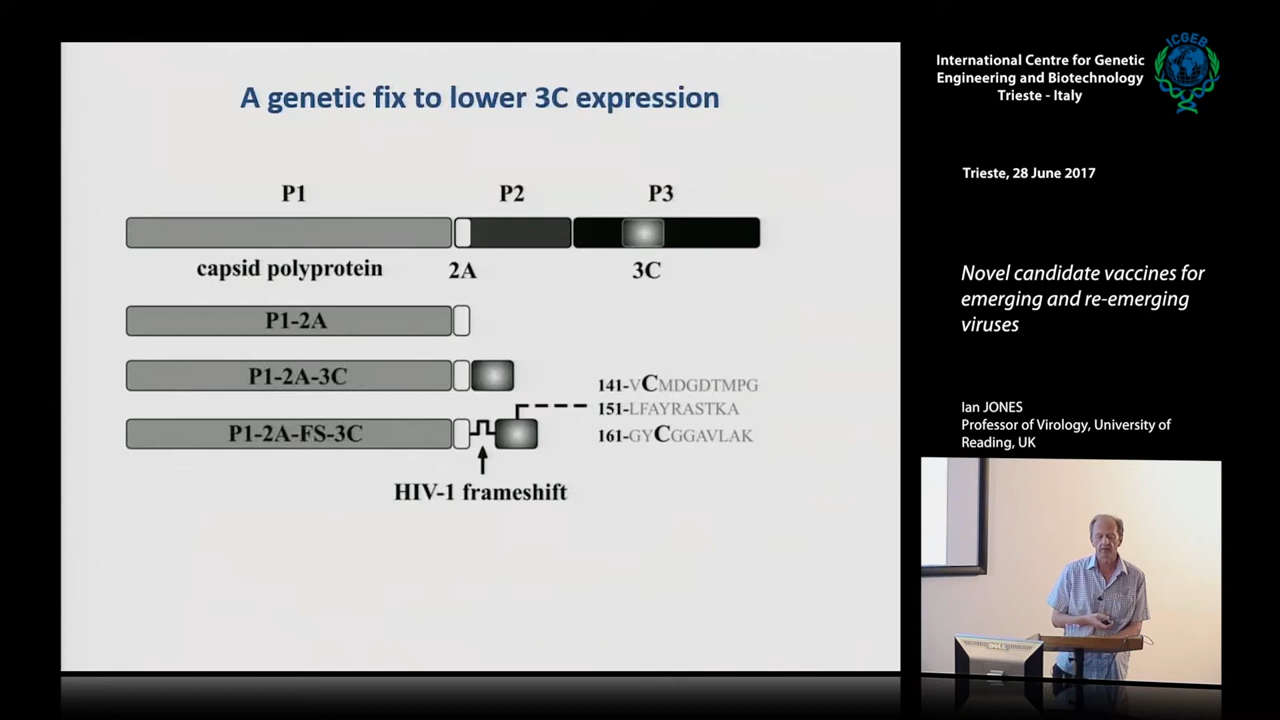 A genetic fix to lower 3C expression
P1 P2 P3
capsid polyprotein 2A 3C
P1-2A
P1-2A-3C
P1-2A-FS-3C
141-VCMDGDTMPG
151-LFAYRASTKA
161-GYCGGAVLAK
HIV-1 frameshift
International Centre for Genetic
Engineering and Biotechnology
Trieste - Italy
ICGEB
Trieste, 28 June 2017
Novel candidate vaccines for
emerging and re-emerging
viruses
Ian JONES
Professor of Virology, University of
Reading, UK
DELL